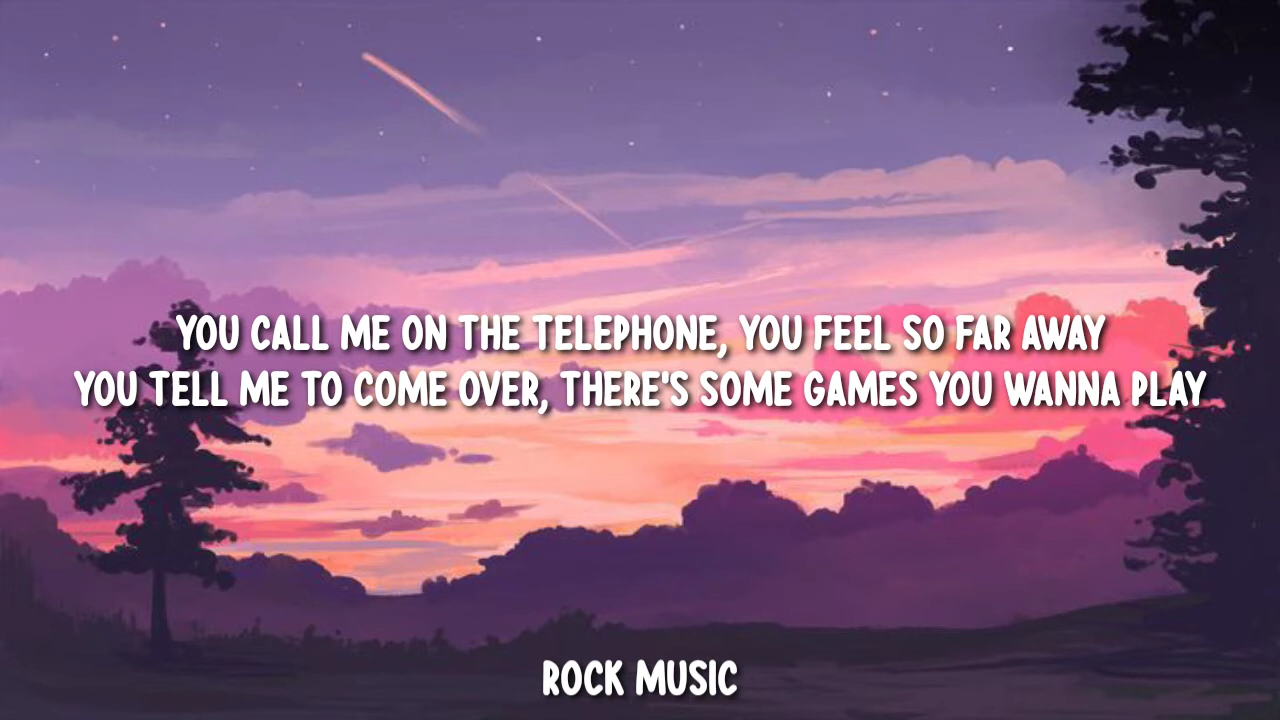 YOU CALL ME ON THE TELEPHONE, YOU FEEL SO FAR AWAY
YOU TELL ME TO COME OVER, THERE'S SOME GAMES YOU WANNA PLAY
ROCK MUSIC